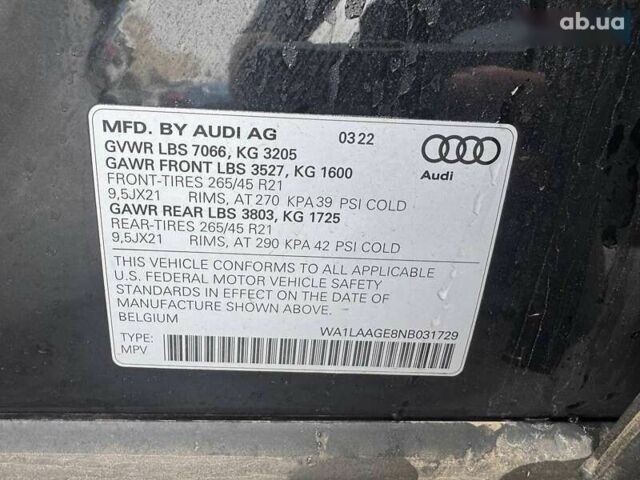 ab.ua
MFD. BY AUDI AG 03 22
GVWR LBS 7066, KG 3205
GAWR FRONT LBS 3527, KG 1600
FRONT-TIRES 265/45 R21
9,5JX21 RIMS, AT 270 KPA 39 PSI COLD
GAWR REAR LBS 3803, KG 1725
REAR-TIRES 265/45 R21
9,5JX21 RIMS, AT 290 KPA 42 PSI COLD
Audi
THIS VEHICLE CONFORMS TO ALL APPLICABLE
U.S. FEDERAL MOTOR VEHICLE SAFETY
STANDARDS IN EFFECT ON THE DATE OF
MANUFACTURE SHOWN ABOVE.
BELGIUM
WA1LAAGE8NB031729
TYPE:
MPV